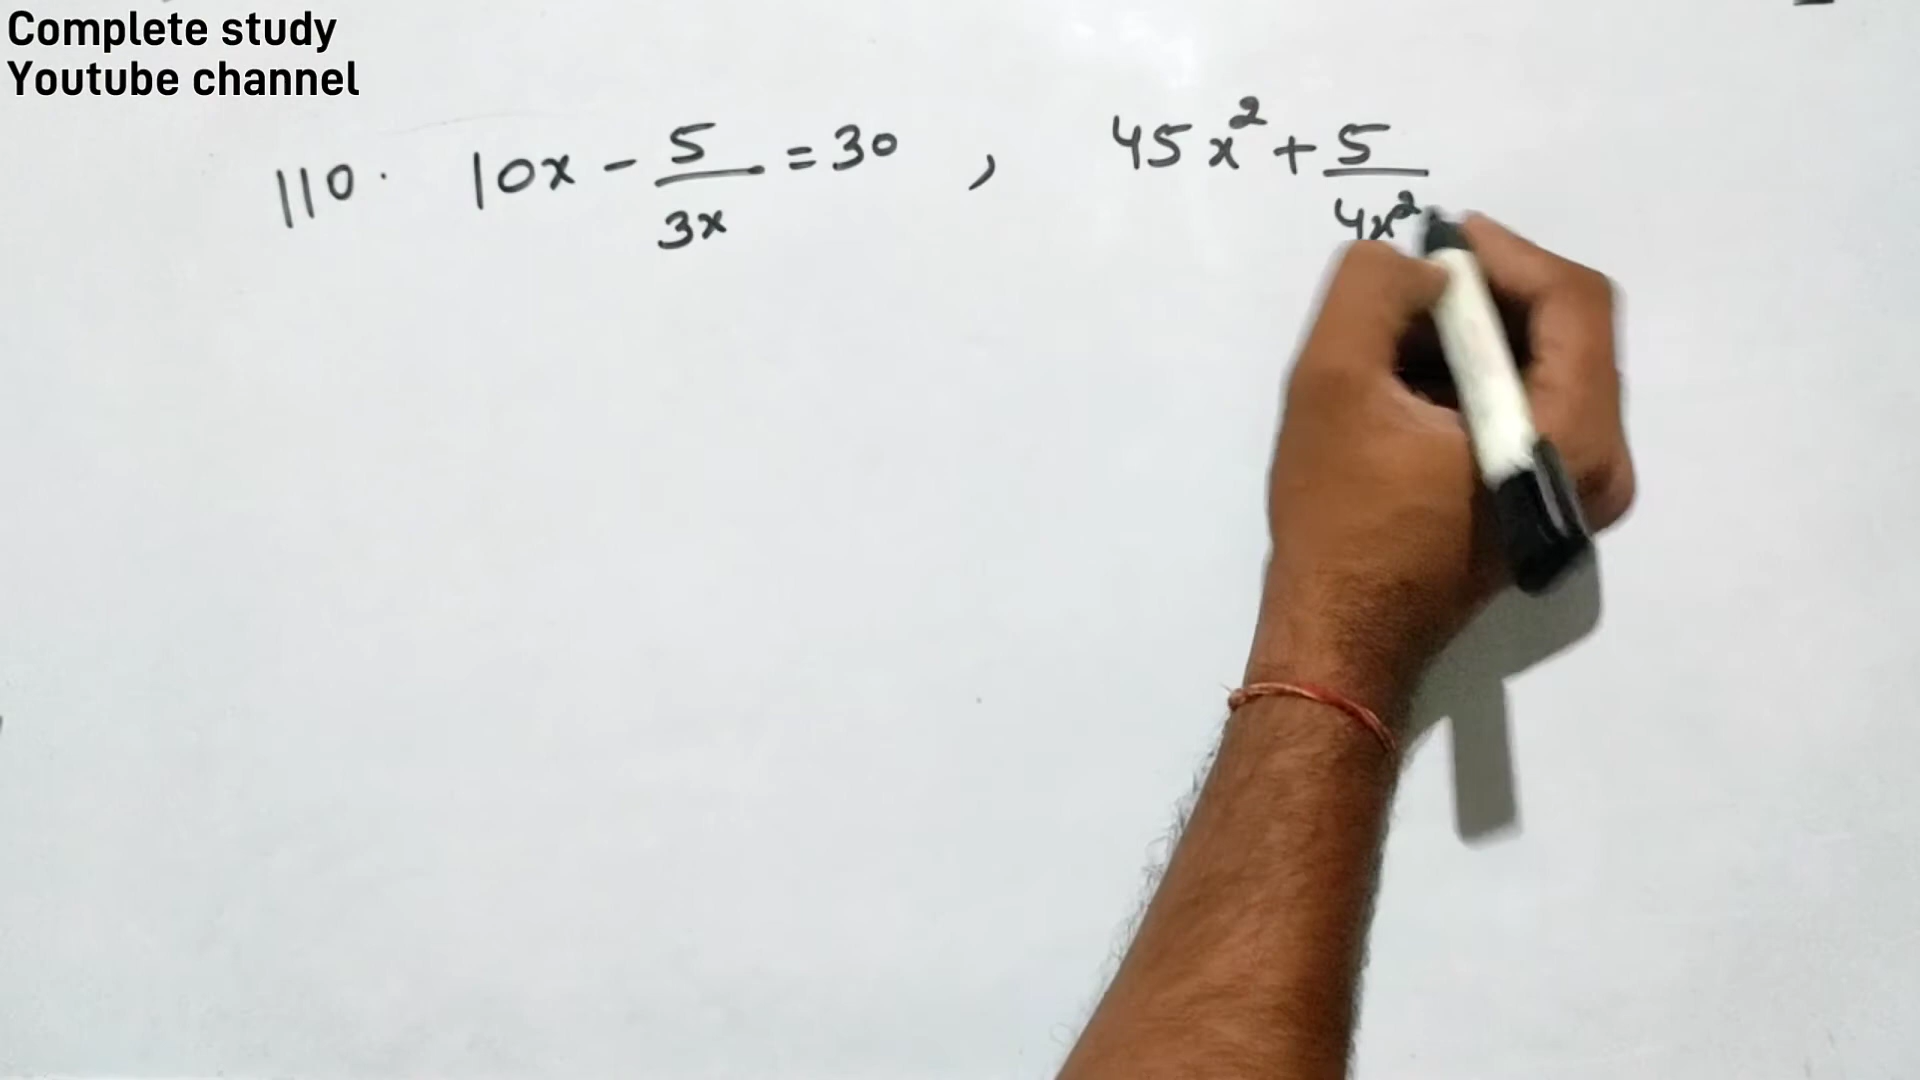 Complete study
Youtube channel
110. 10x - 5/3x = 30 , 45x² + 5/4x²